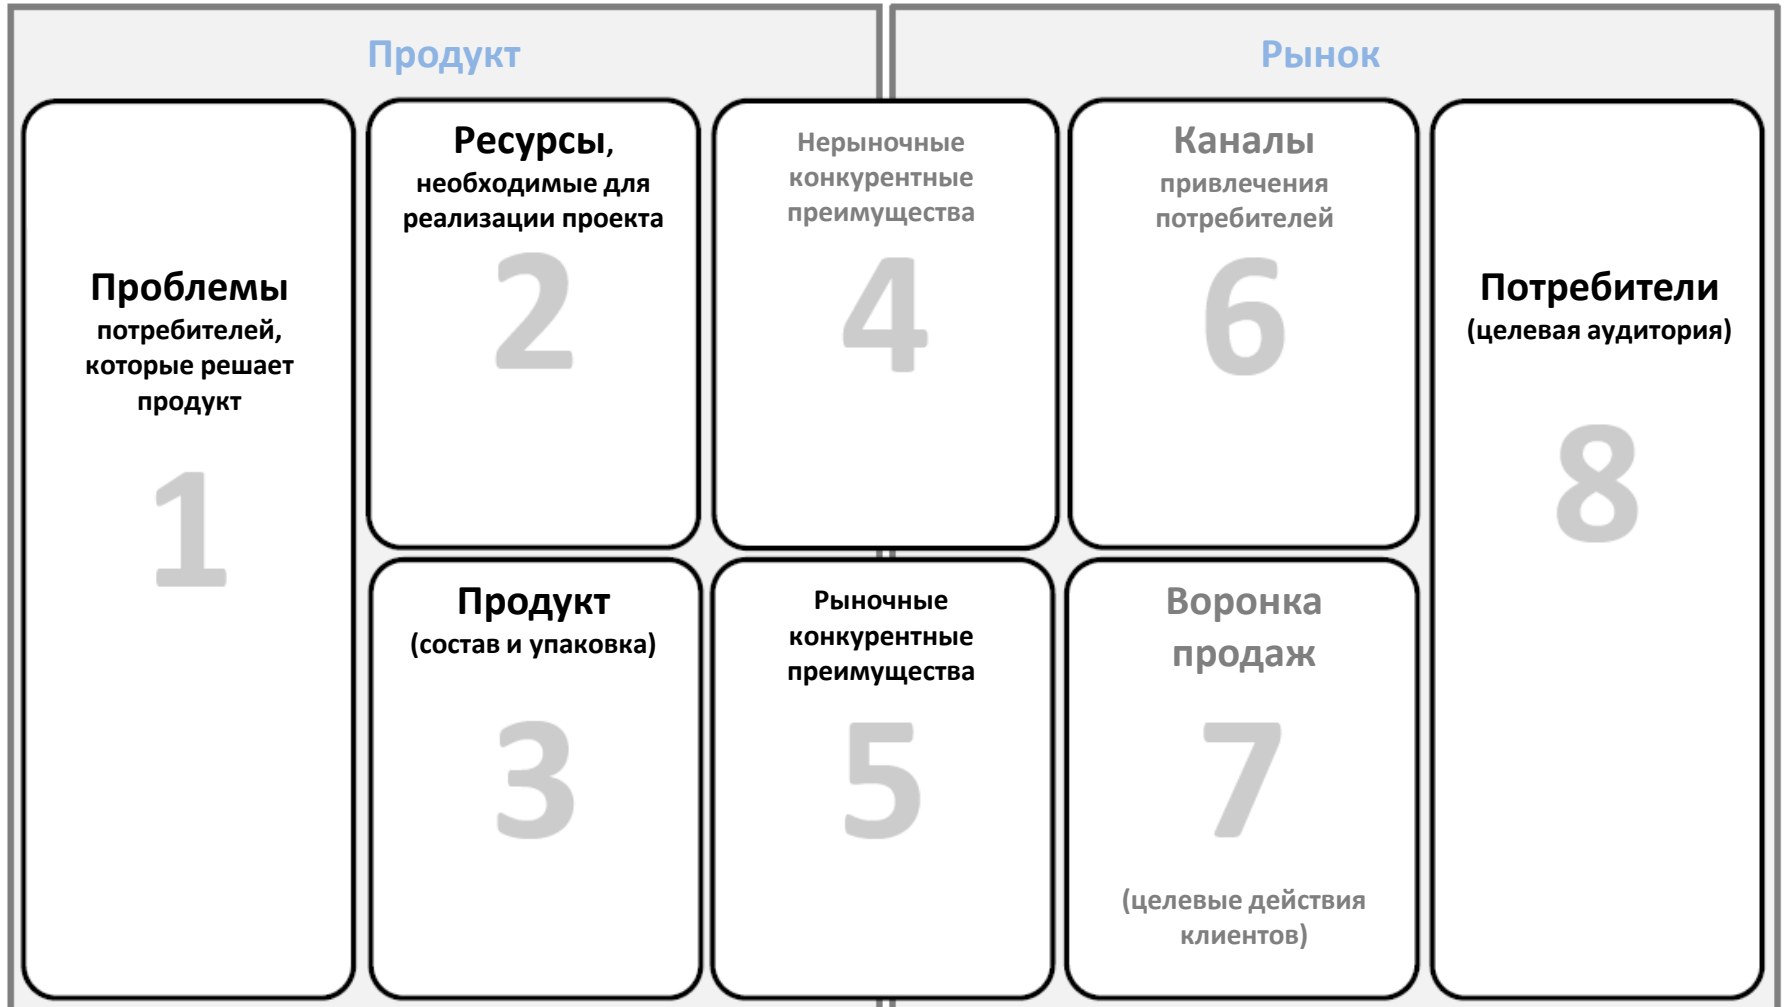 Продукт
Рынок
Проблемы
потребителей,
которые решает
продукт
1
Ресурсы,
необходимые для
реализации проекта
2
Продукт
(состав и упаковка)
3
Нерыночные
конкурентные
преимущества
4
Рыночные
конкурентные
преимущества
5
Каналы
привлечения
потребителей
6
Воронка
продаж
7
(целевые действия
клиентов)
Потребители
(целевая аудитория)
8